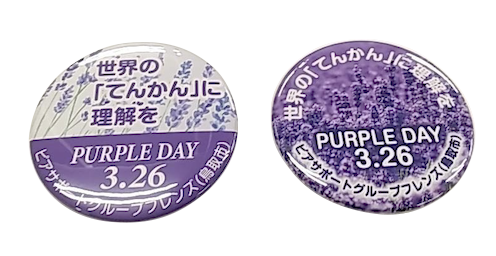 世界の
「てんかん」に
理解を
PURPLE DAY
3.26
ピアサポートグループフレンズ(鳥取市)
世界の「てんかん」に理解を
PURPLE DAY
3.26
ピアサポートグループフレンズ(鳥取市)